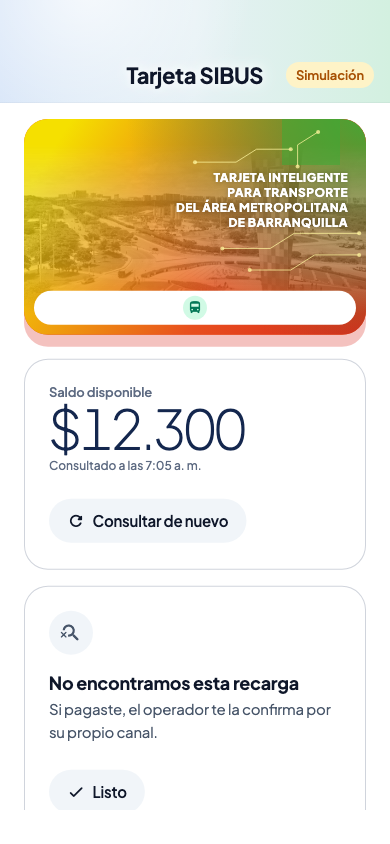 Tarjeta SIBUS
Simulación
TARJETA INTELIGENTE
PARA TRANSPORTE
DEL ÁREA METROPOLITANA
DE BARRANQUILLA
Saldo disponible
$12.300
Consultado a las 7:05 a. m.
Consultar de nuevo
No encontramos esta recarga
Si pagaste, el operador te la confirma por
su propio canal.
Listo